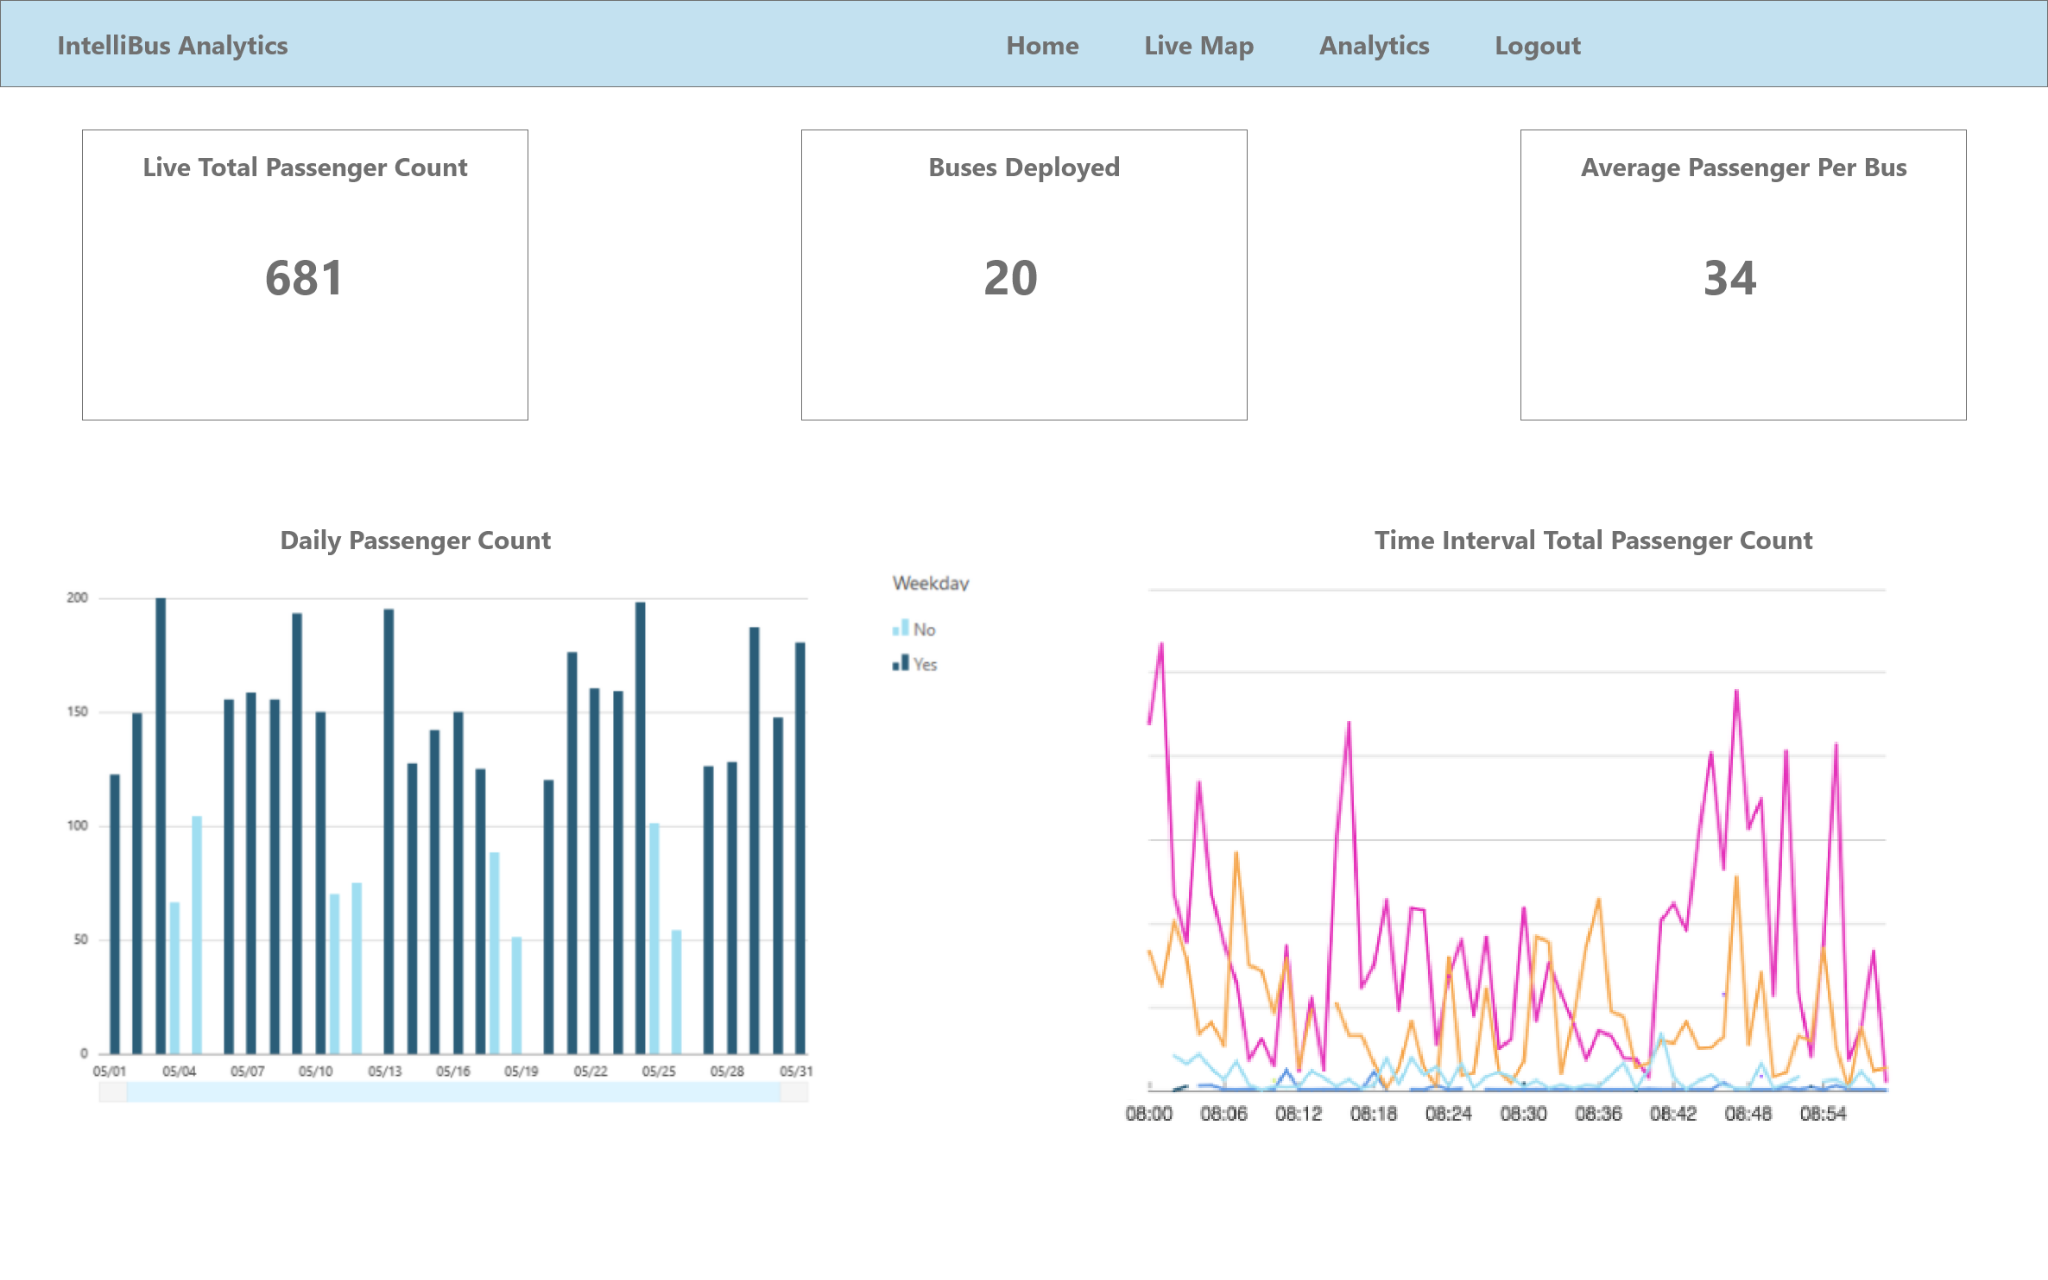 IntelliBus Analytics
Home Live Map Analytics Logout
Live Total Passenger Count
681
Buses Deployed
20
Average Passenger Per Bus
34
Daily Passenger Count
200
150
100
50
0
05/01 05/04 05/07 05/10 05/13 05/16 05/19 05/22 05/25 05/28 05/31
Weekday
No
Yes
Time Interval Total Passenger Count
08:00 08:06 08:12 08:18 08:24 08:30 08:36 08:42 08:48 08:54